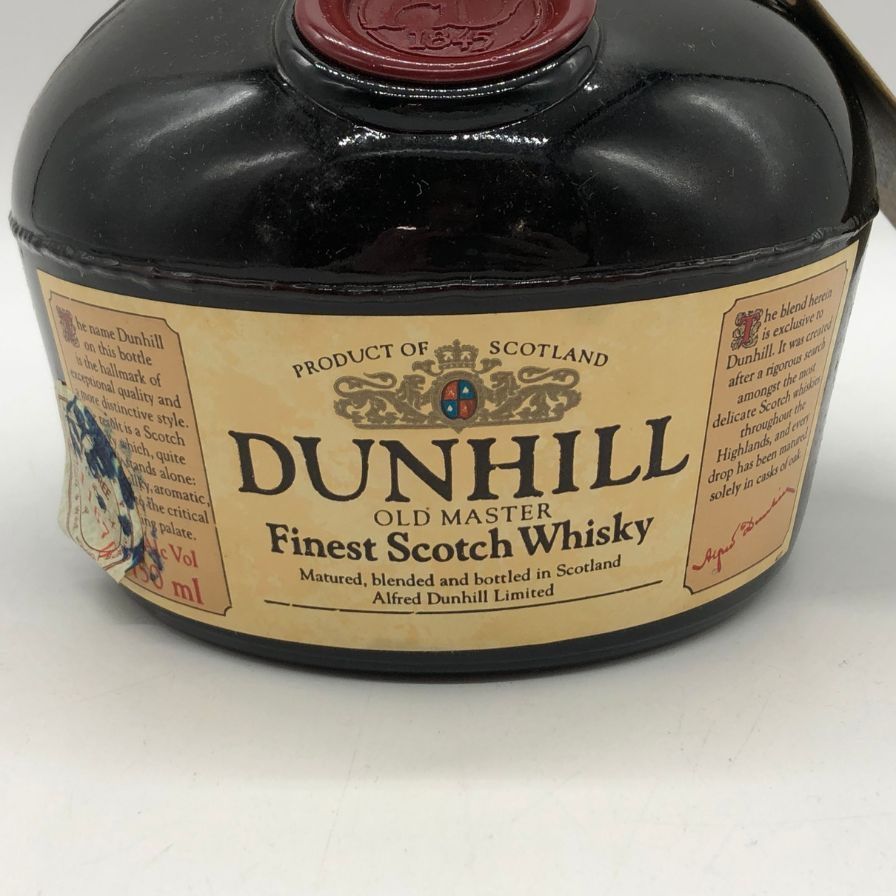 1845
The name Dunhill
on this bottle
is the hallmark of
exceptional quality and
more distinctive style.
is a Scotch
which, quite
stands alone:
aromatic,
the critical
palate.
Vol
ml
PRODUCT OF SCOTLAND
DUNHILL
OLD MASTER
Finest Scotch Whisky
Matured, blended and bottled in Scotland
Alfred Dunhill Limited
The blend herein
is exclusive to
Dunhill. It was created
after a rigorous search
amongst the most
delicate Scotch whiskies
throughout the
Highlands, and every
drop has been matured
solely in casks of oak.
Alfred Dunhill